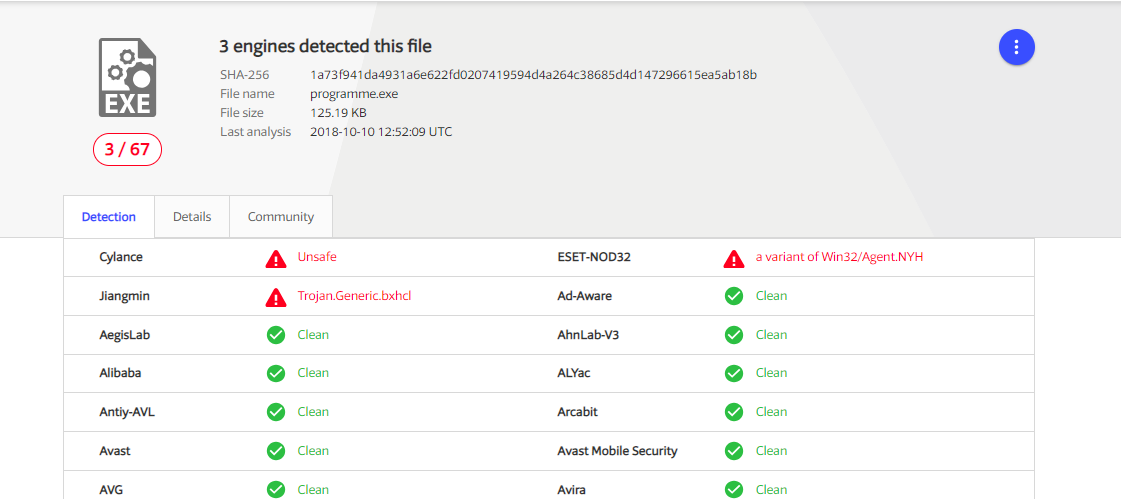 3 engines detected this file
SHA-256 1a73f941da4931a6e622fd0207419594d4a264c38685d4d147296615ea5ab18b
File name programme.exe
File size 125.19 KB
Last analysis 2018-10-10 12:52:09 UTC
EXE
3 / 67
Detection Details Community
Cylance Unsafe ESET-NOD32 a variant of Win32/Agent.NYH
Jiangmin Trojan.Generic.bxhcl Ad-Aware Clean
AegisLab Clean AhnLab-V3 Clean
Alibaba Clean ALYac Clean
Antiy-AVL Clean Arcabit Clean
Avast Clean Avast Mobile Security Clean
AVG Clean Avira Clean